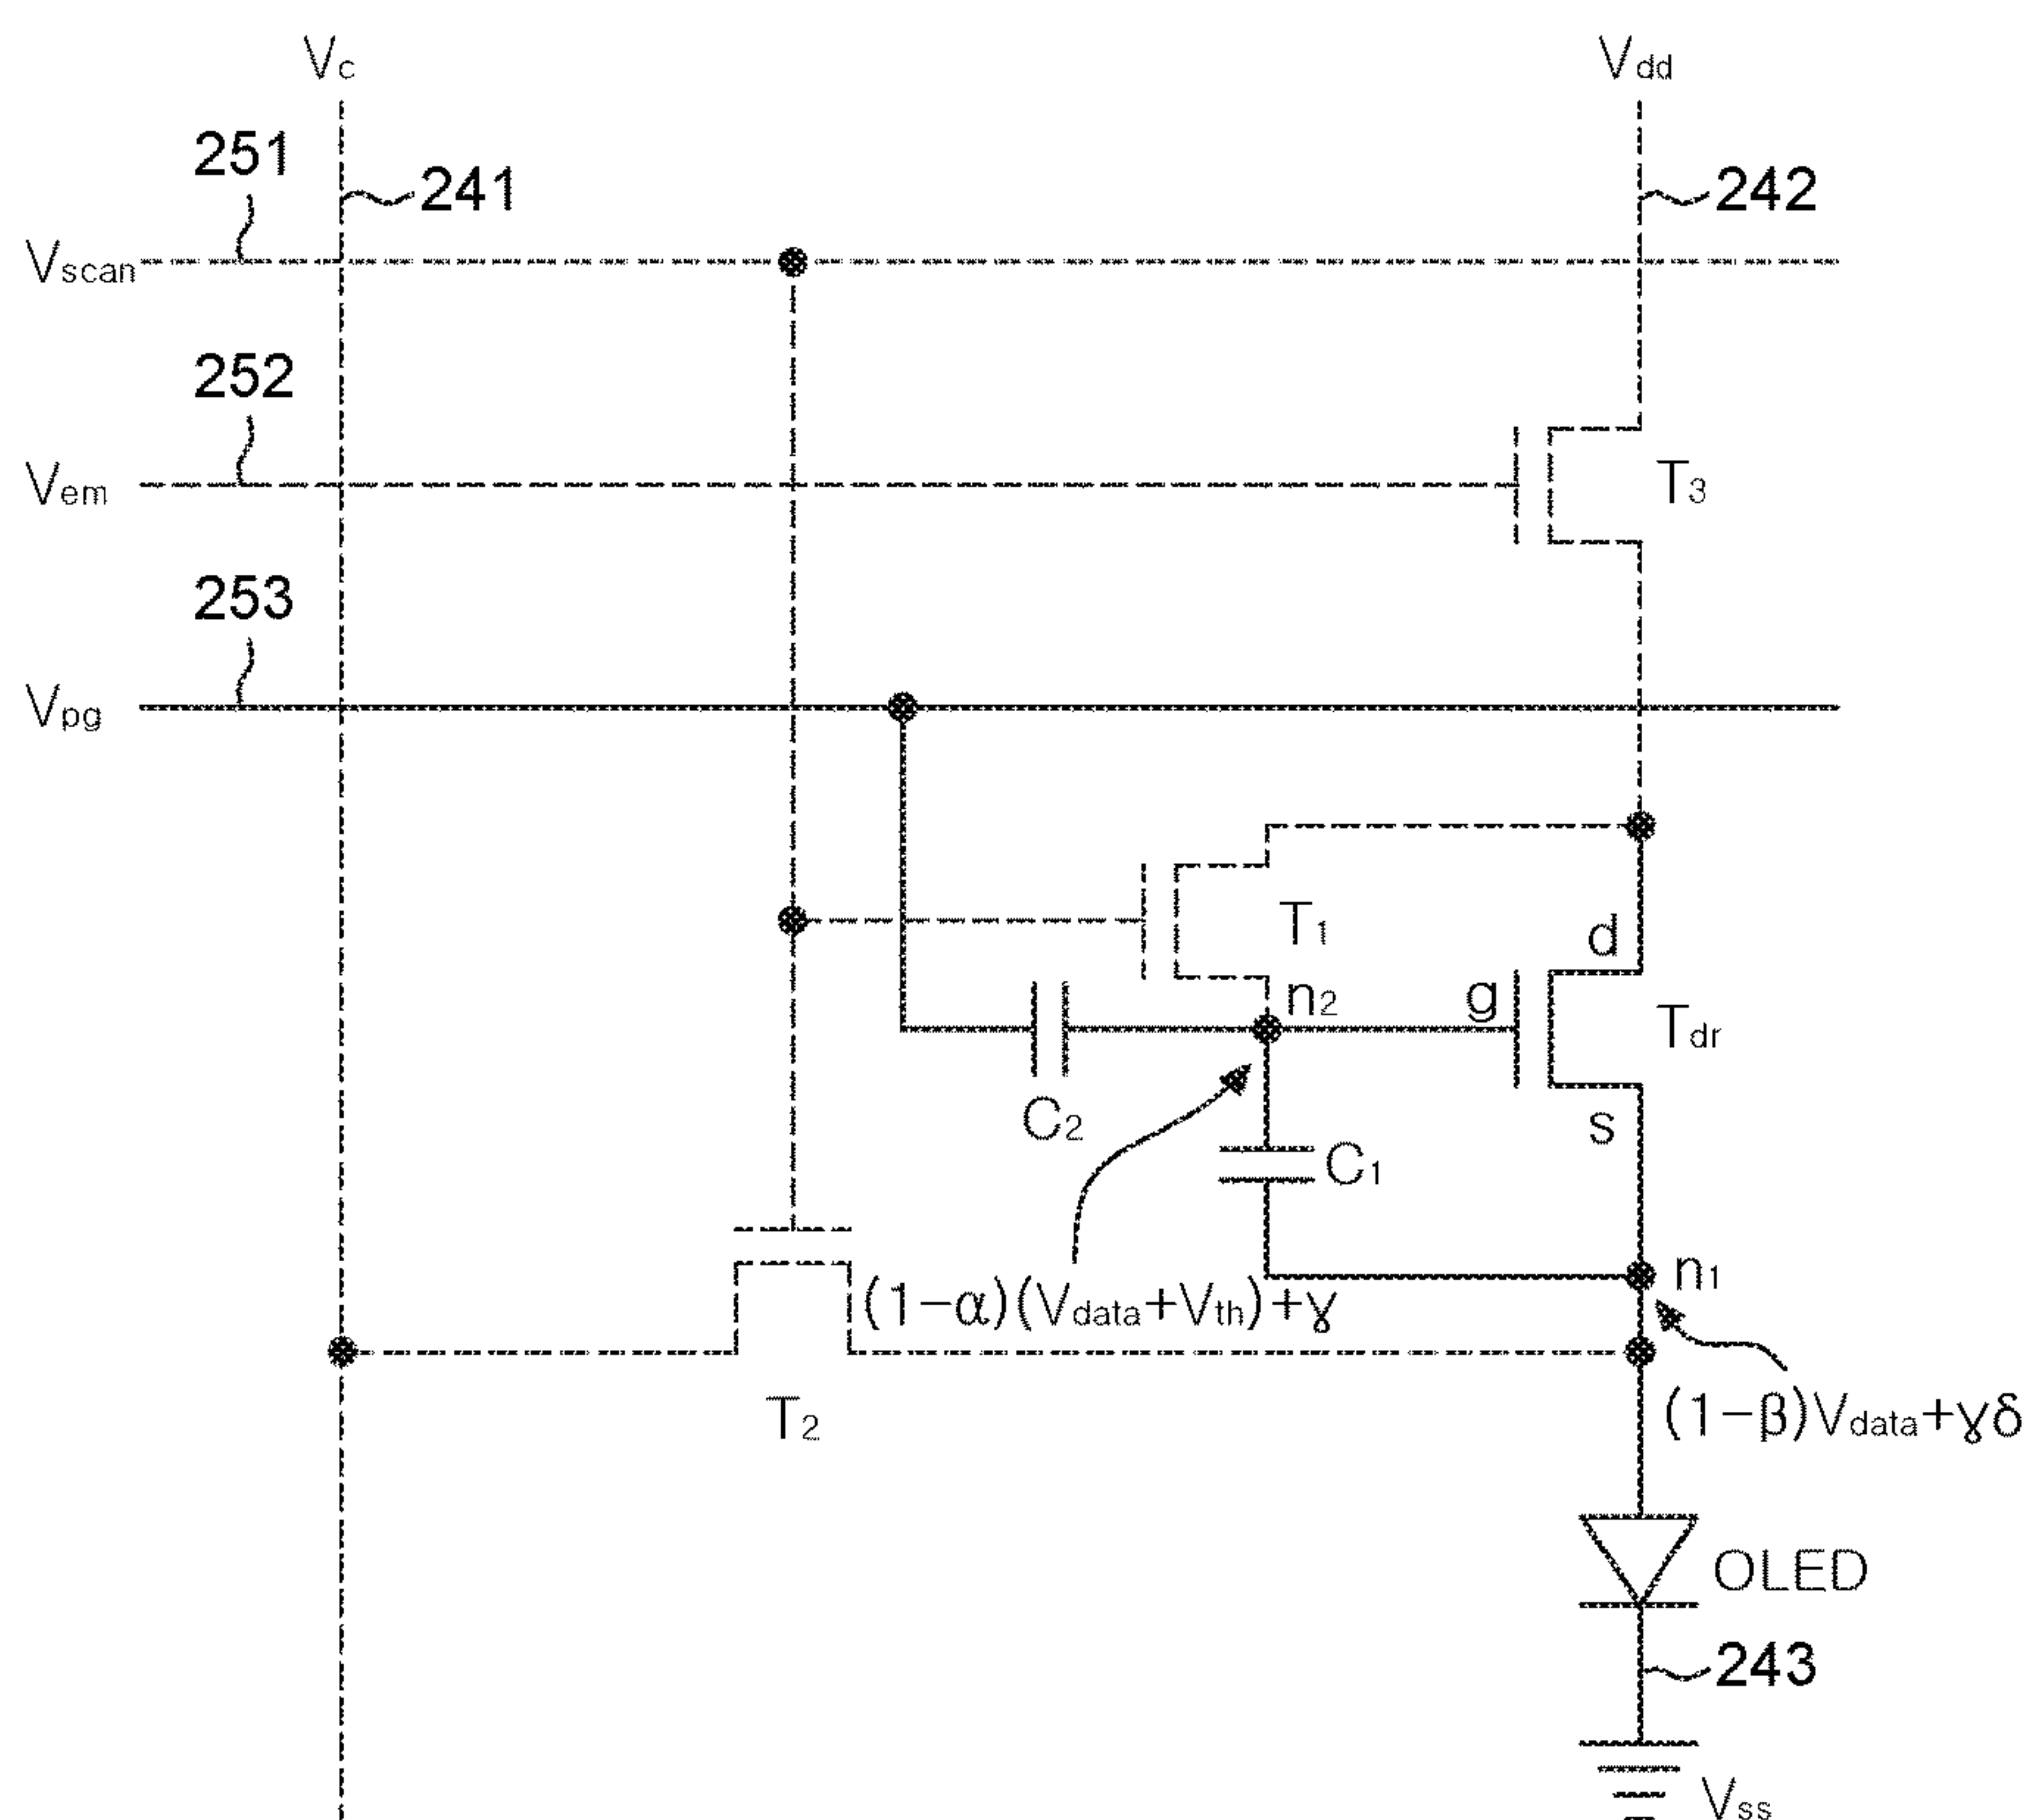 Vc
Vdd
251
241
242
Vscan
252
Vem
T3
253
Vpg
T1
d
n2
g
Tdr
C2
s
C1
n1
(1-α)(Vdata+Vth)+γ
T2
(1-β)Vdata+γδ
OLED
243
Vss